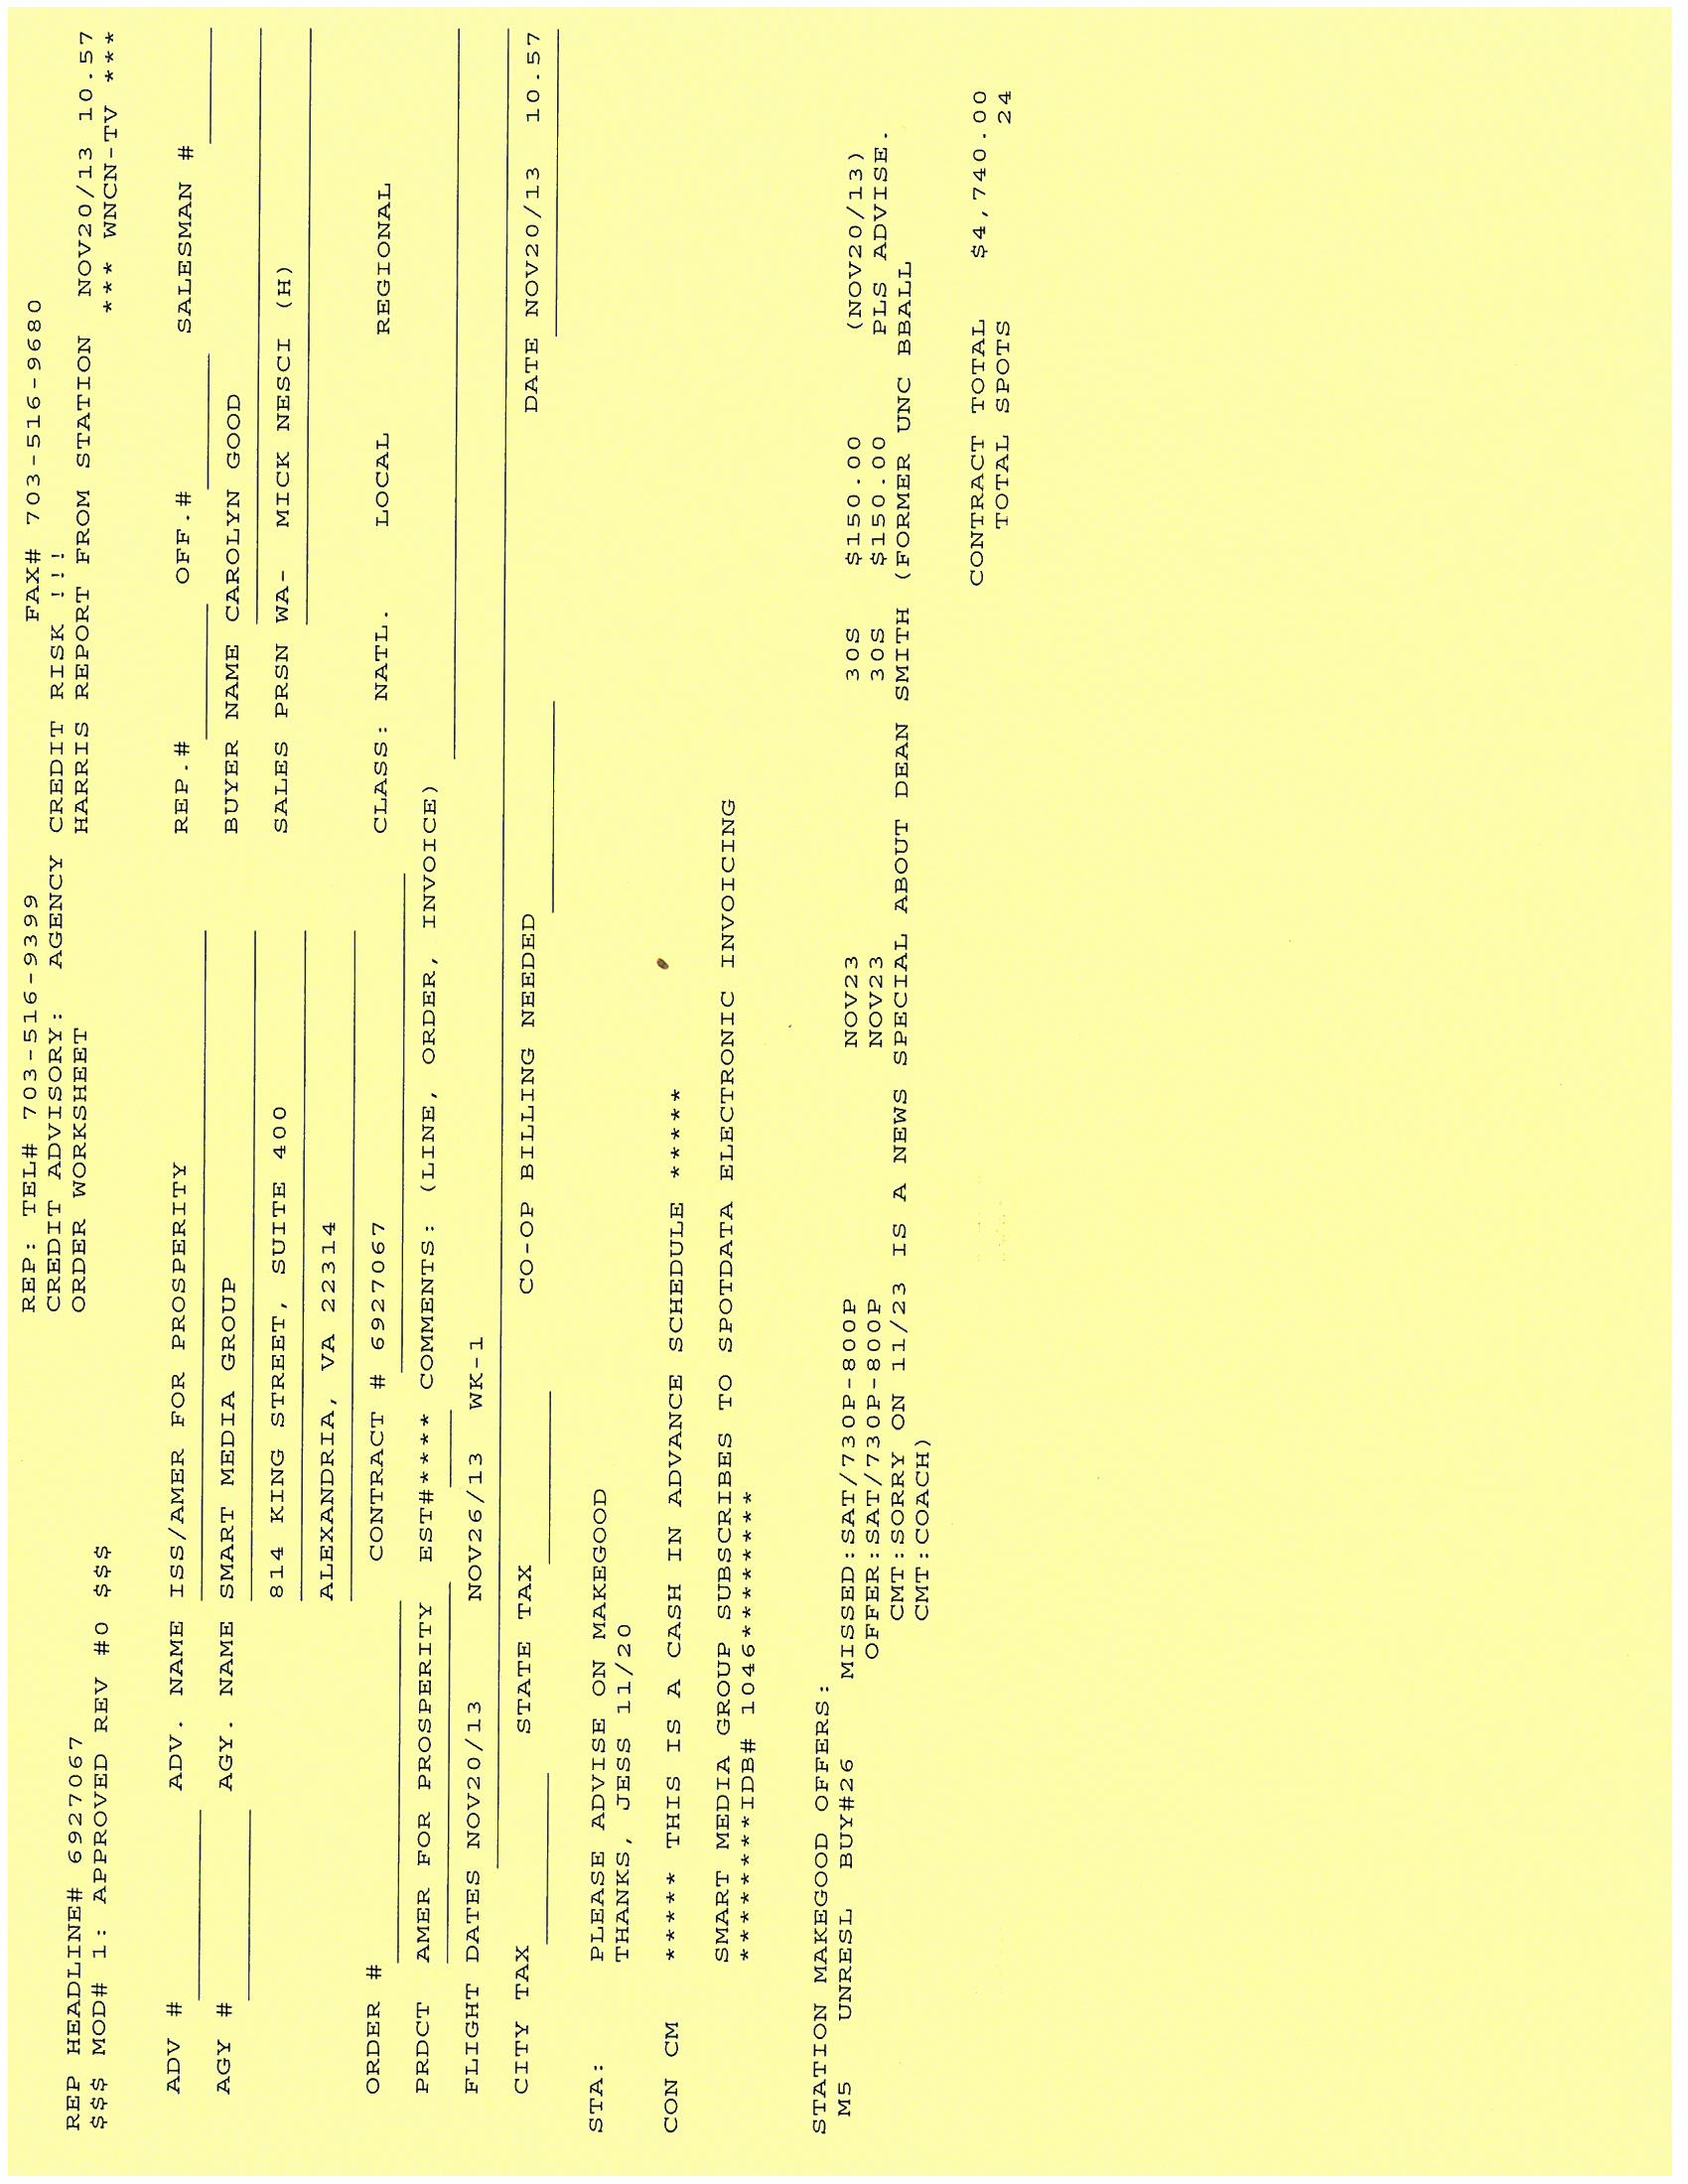 REP: TEL# 703-516-9399 FAX# 703-516-9680
CREDIT ADVISORY: AGENCY CREDIT RISK !!!
REP HEADLINE# 6927067 ORDER WORKSHEET HARRIS REPORT FROM STATION NOV20/13 10.57
$$$ MOD# 1: APPROVED REV #0 $$$ *** WNCN-TV ***
ADV # ADV. NAME ISS/AMER FOR PROSPERITY REP.# OFF.# SALESMAN #
AGY # AGY. NAME SMART MEDIA GROUP BUYER NAME CAROLYN GOOD
814 KING STREET, SUITE 400 SALES PRSN WA- MICK NESCI (H)
ALEXANDRIA, VA 22314
ORDER # CONTRACT # 6927067 CLASS: NATL. LOCAL REGIONAL
PRDCT AMER FOR PROSPERITY EST#**** COMMENTS: (LINE, ORDER, INVOICE)
FLIGHT DATES NOV20/13 NOV26/13 WK-1
CITY TAX STATE TAX CO-OP BILLING NEEDED DATE NOV20/13 10.57
STA: PLEASE ADVISE ON MAKEGOOD
THANKS, JESS 11/20
CON CM ***** THIS IS A CASH IN ADVANCE SCHEDULE *****
SMART MEDIA GROUP SUBSCRIBES TO SPOTDATA ELECTRONIC INVOICING
**********IDB# 1046**********
STATION MAKEGOOD OFFERS:
M5 UNRESL BUY#26 MISSED:SAT/730P-800P NOV23 30S $150.00 (NOV20/13)
OFFER:SAT/730P-800P NOV23 30S $150.00 PLS ADVISE.
CMT:SORRY ON 11/23 IS A NEWS SPECIAL ABOUT DEAN SMITH (FORMER UNC BBALL
CMT:COACH)
CONTRACT TOTAL $4,740.00
TOTAL SPOTS 24